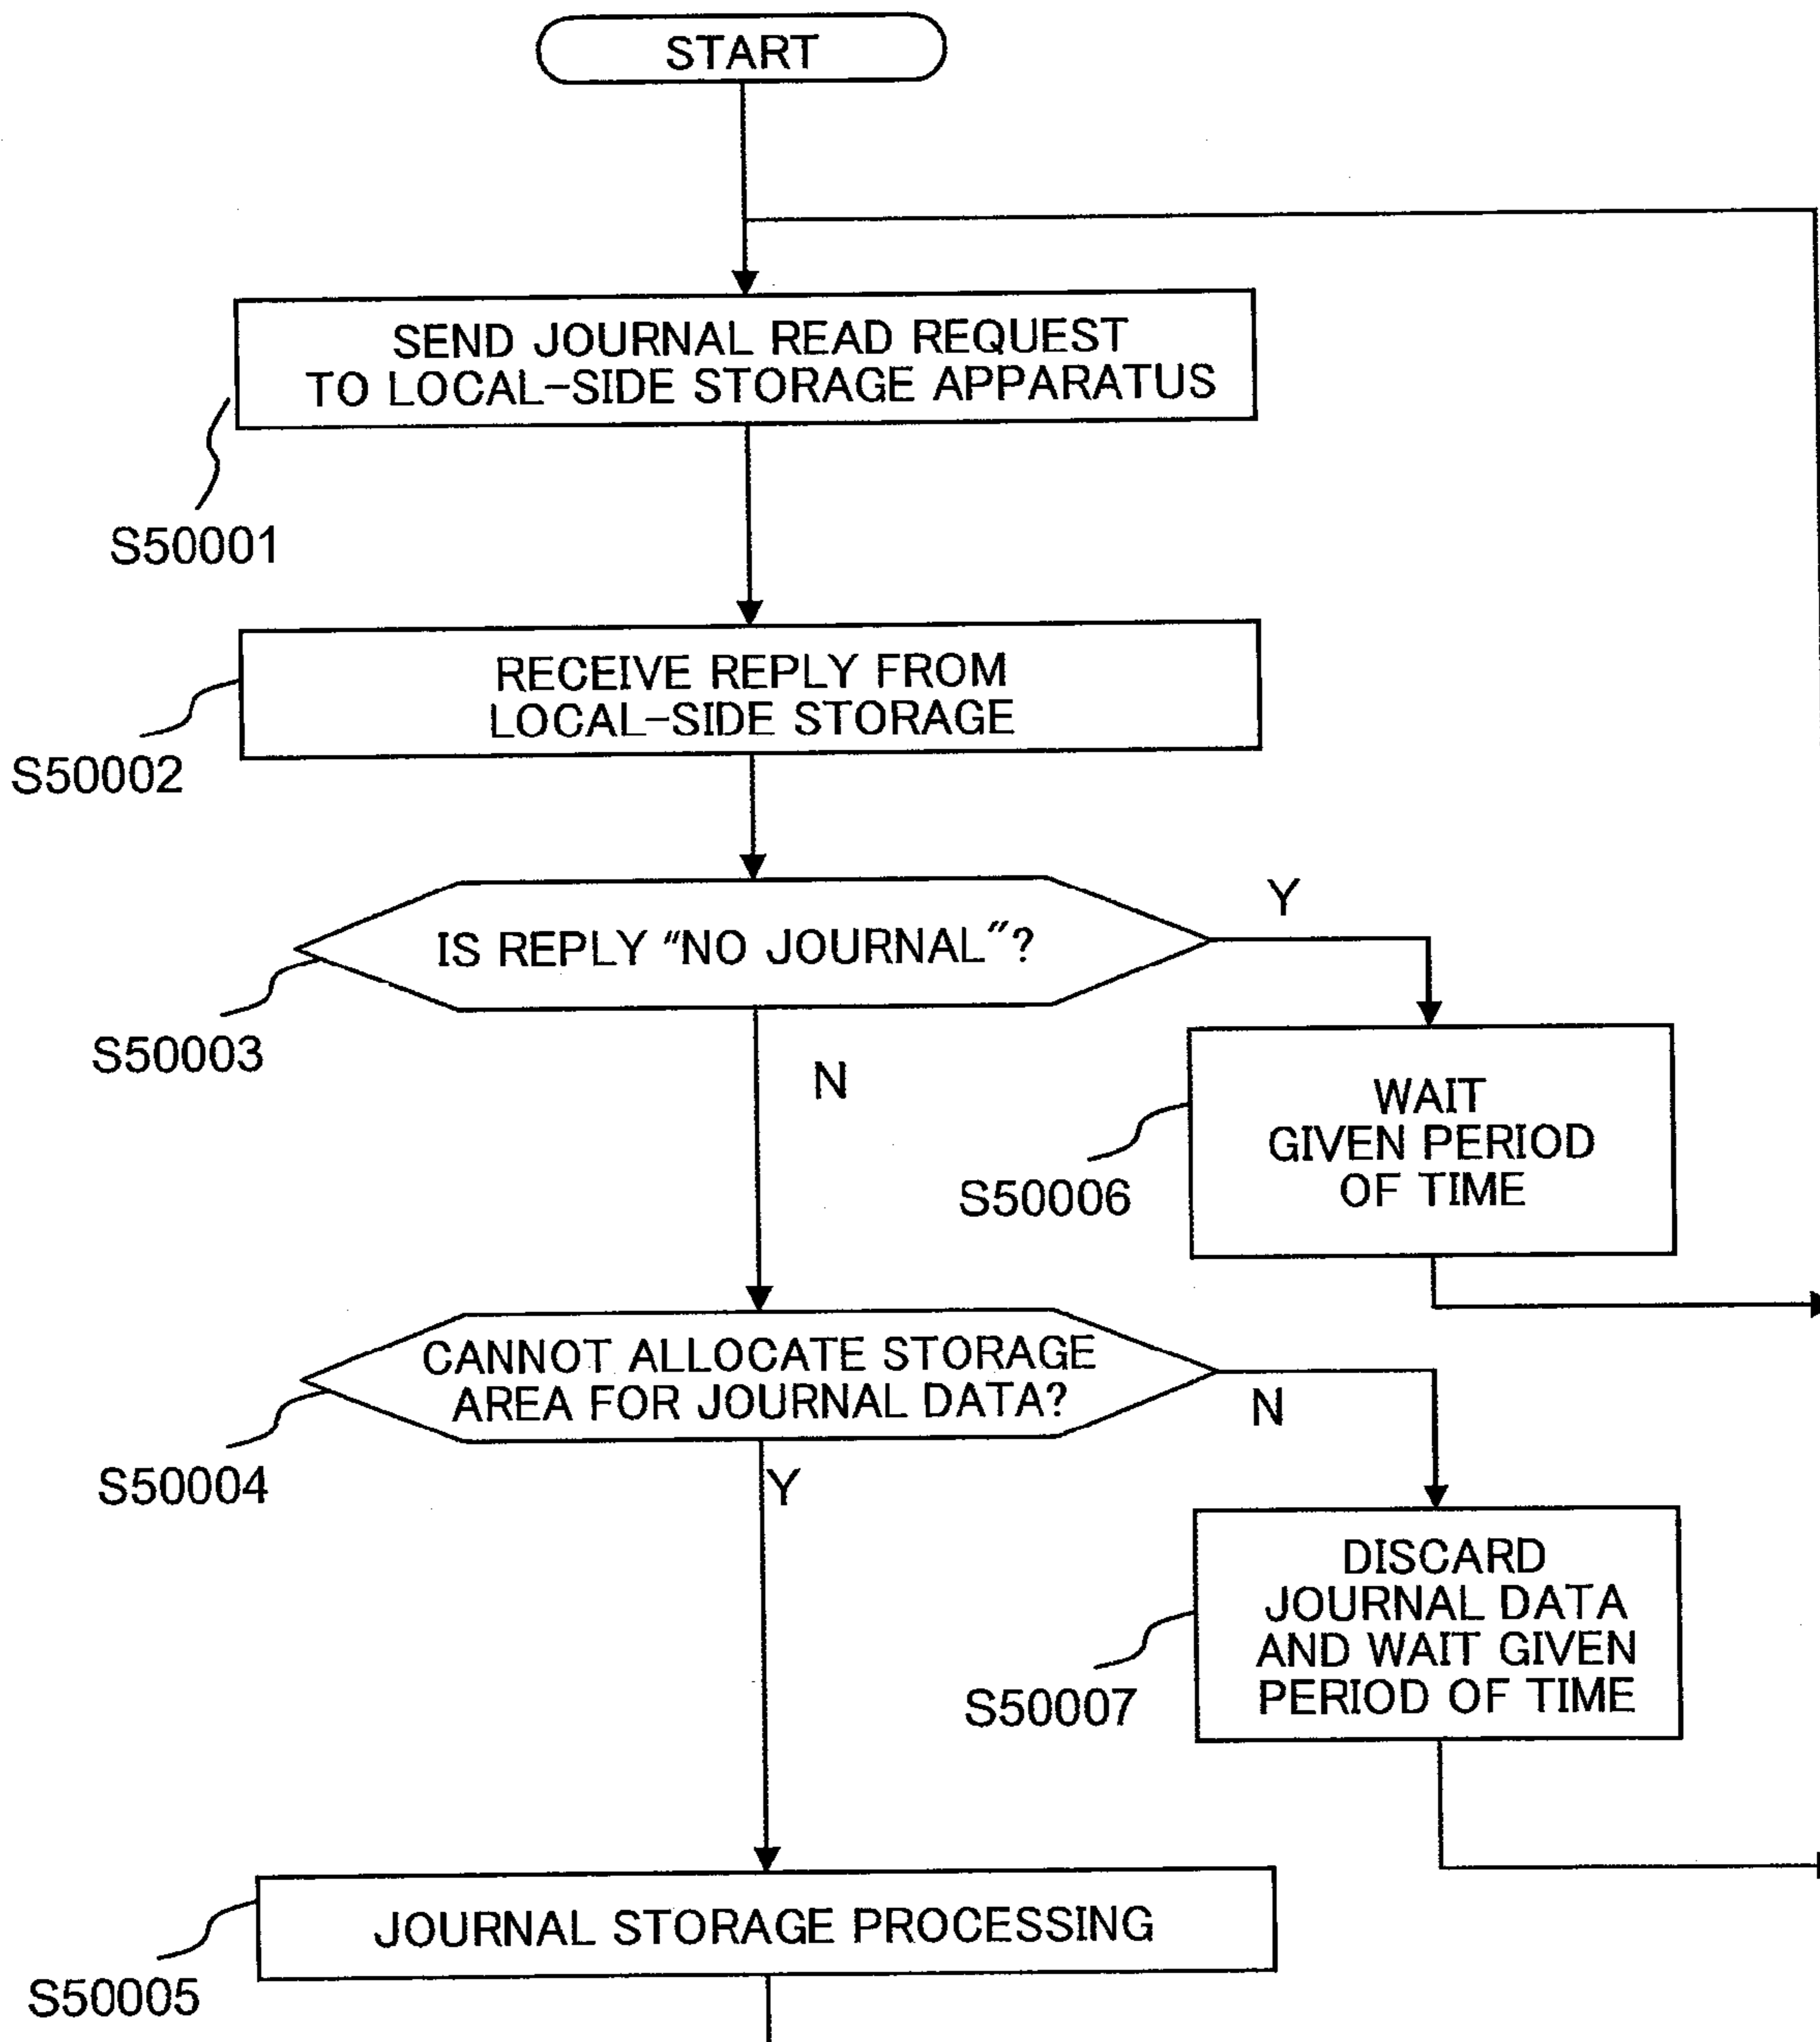 START
SEND JOURNAL READ REQUEST
TO LOCAL-SIDE STORAGE APPARATUS
S50001
RECEIVE REPLY FROM
LOCAL-SIDE STORAGE
S50002
IS REPLY "NO JOURNAL"?
Y
S50003
N
WAIT
GIVEN PERIOD
OF TIME
S50006
CANNOT ALLOCATE STORAGE
AREA FOR JOURNAL DATA?
N
S50004
Y
DISCARD
JOURNAL DATA
AND WAIT GIVEN
PERIOD OF TIME
S50007
JOURNAL STORAGE PROCESSING
S50005